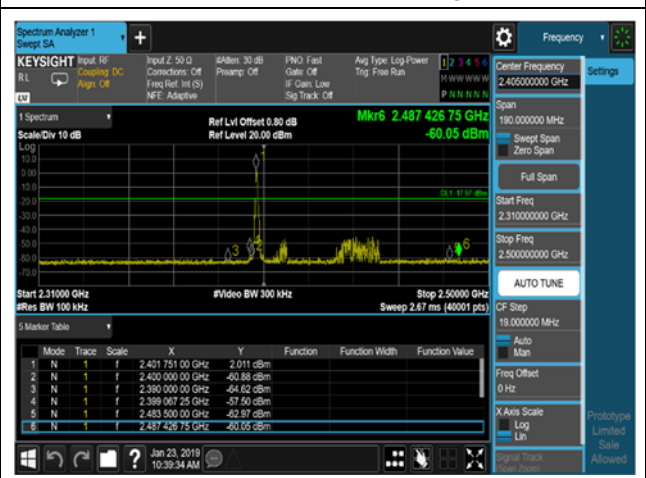 Spectrum Analyzer 1
Swept SA
Frequency
KEYSIGHT
RL
Input: RF
Coupling: DC
Align: Off
Input Z: 50 Ω
Corrections: Off
Freq Ref: Int (S)
NFE: Adaptive
#Atten: 30 dB
Preamp: Off
PNO: Fast
Gate: Off
IF Gain: Low
Sig Track: Off
Avg Type: Log-Power
Trig: Free Run
1 2 3 4 5 6
M W W W W W
P N N N N N
1 Spectrum
Scale/Div 10 dB
Ref Lvl Offset 0.80 dB
Ref Level 20.00 dBm
Mkr6 2.487 426 75 GHz
-60.05 dBm
Log
10.0
0.00
-10.0
-20.0
-30.0
-40.0
-50.0
-60.0
-70.0
DL1 -17.97 dBm
1
3
6
Start 2.31000 GHz
#Res BW 100 kHz
#Video BW 300 kHz
Stop 2.50000 GHz
Sweep 2.67 ms (40001 pts)
5 Marker Table
Mode Trace Scale X Y Function Function Width Function Value
1 N 1 f 2.401 751 00 GHz 2.011 dBm
2 N 1 f 2.400 000 00 GHz -60.88 dBm
3 N 1 f 2.390 000 00 GHz -64.62 dBm
4 N 1 f 2.399 067 25 GHz -57.50 dBm
5 N 1 f 2.483 500 00 GHz -62.97 dBm
6 N 1 f 2.487 426 75 GHz -60.05 dBm
Jan 23, 2019
10:39:34 AM
Center Frequency
2.405000000 GHz
Settings
Span
190.000000 MHz
Swept Span
Zero Span
Full Span
Start Freq
2.310000000 GHz
Stop Freq
2.500000000 GHz
AUTO TUNE
CF Step
19.000000 MHz
Auto
Man
Freq Offset
0 Hz
X Axis Scale
Log
Lin
Signal Track
(Span Zoom)
Prototype
Limited
Sale
Allowed